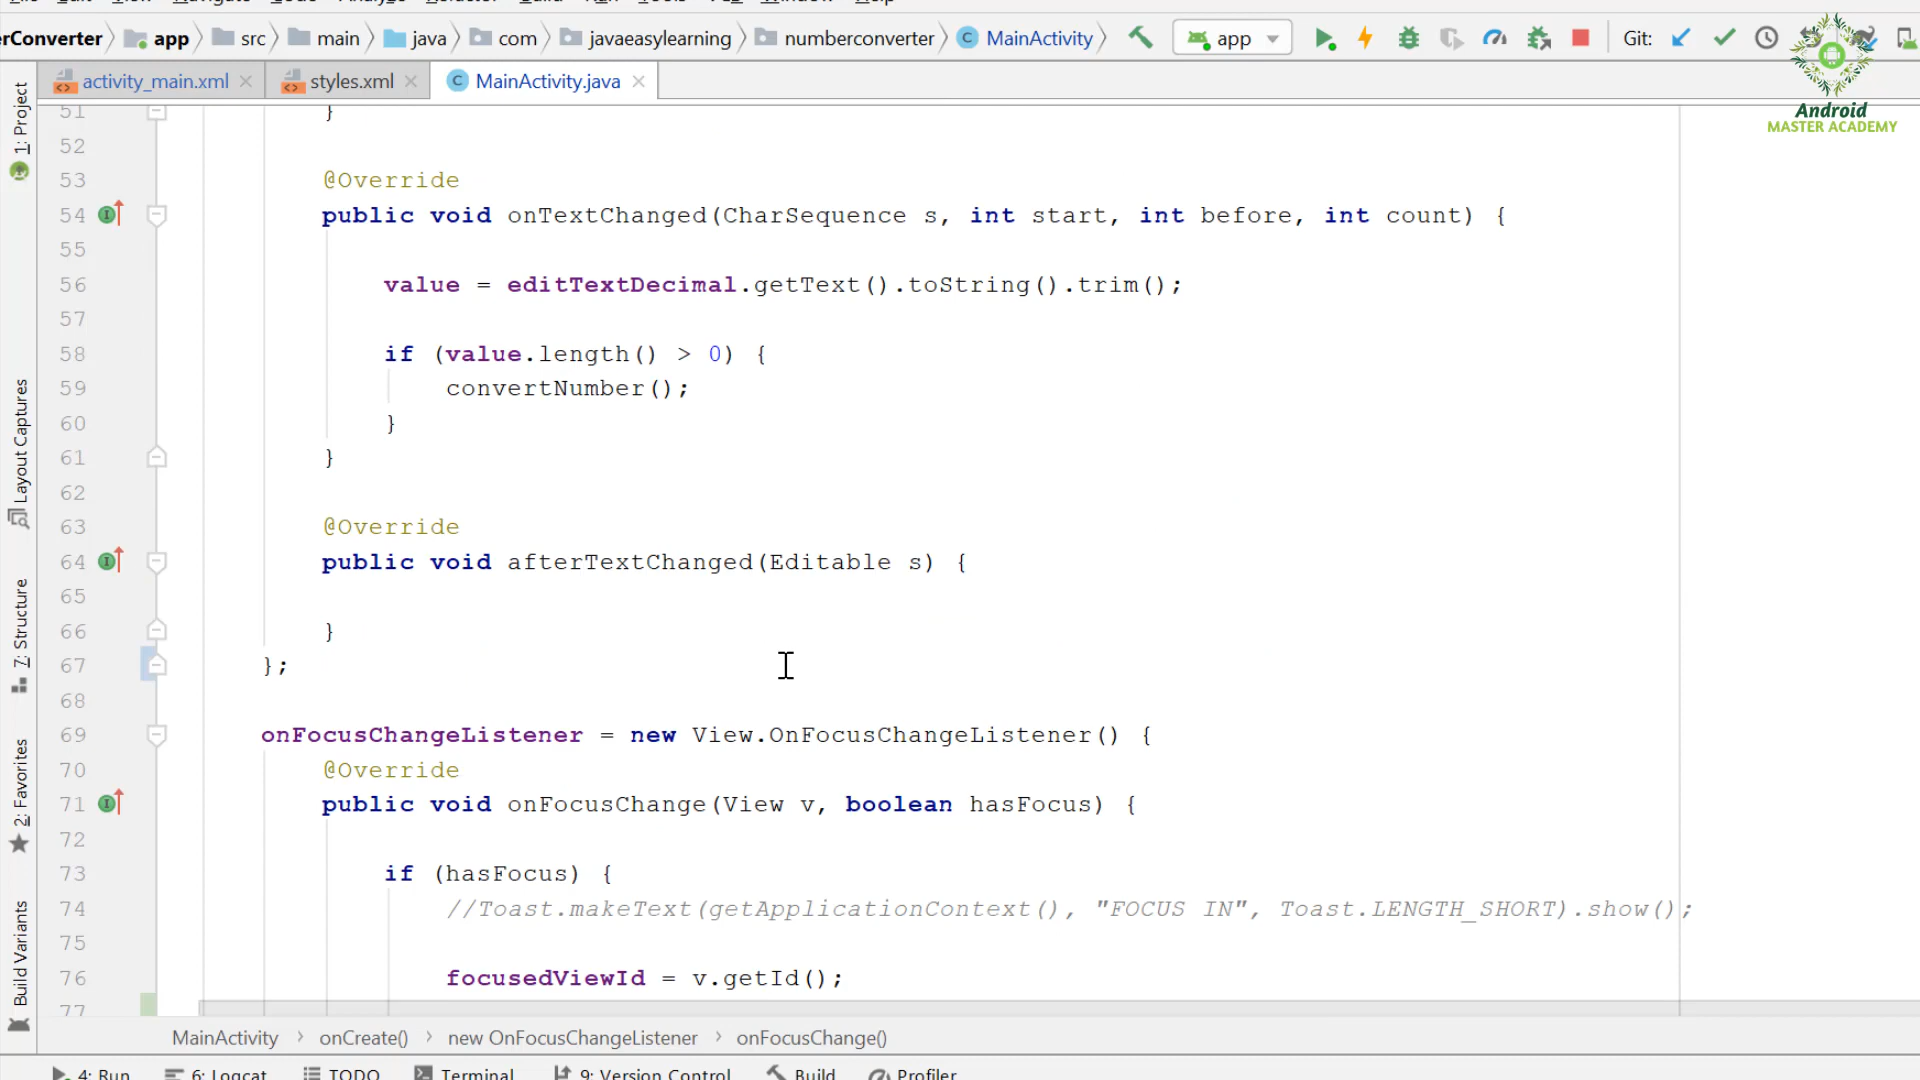 erConverter app src main java com javaeasylearning numberconverter MainActivity app Git:
activity_main.xml styles.xml MainActivity.java
Android
MASTER ACADEMY
1: Project
Layout Captures
7: Structure
2: Favorites
Build Variants
51 }
52
53 @Override
54 public void onTextChanged(CharSequence s, int start, int before, int count) {
55
56 value = editTextDecimal.getText().toString().trim();
57
58 if (value.length() > 0) {
59 convertNumber();
60 }
61 }
62
63 @Override
64 public void afterTextChanged(Editable s) {
65
66 }
67 };
68
69 onFocusChangeListener = new View.OnFocusChangeListener() {
70 @Override
71 public void onFocusChange(View v, boolean hasFocus) {
72
73 if (hasFocus) {
74 //Toast.makeText(getApplicationContext(), "FOCUS IN", Toast.LENGTH_SHORT).show();
75
76 focusedViewId = v.getId();
77
MainActivity › onCreate() › new OnFocusChangeListener › onFocusChange()
4: Run 6: Logcat TODO Terminal 9: Version Control Build Profiler